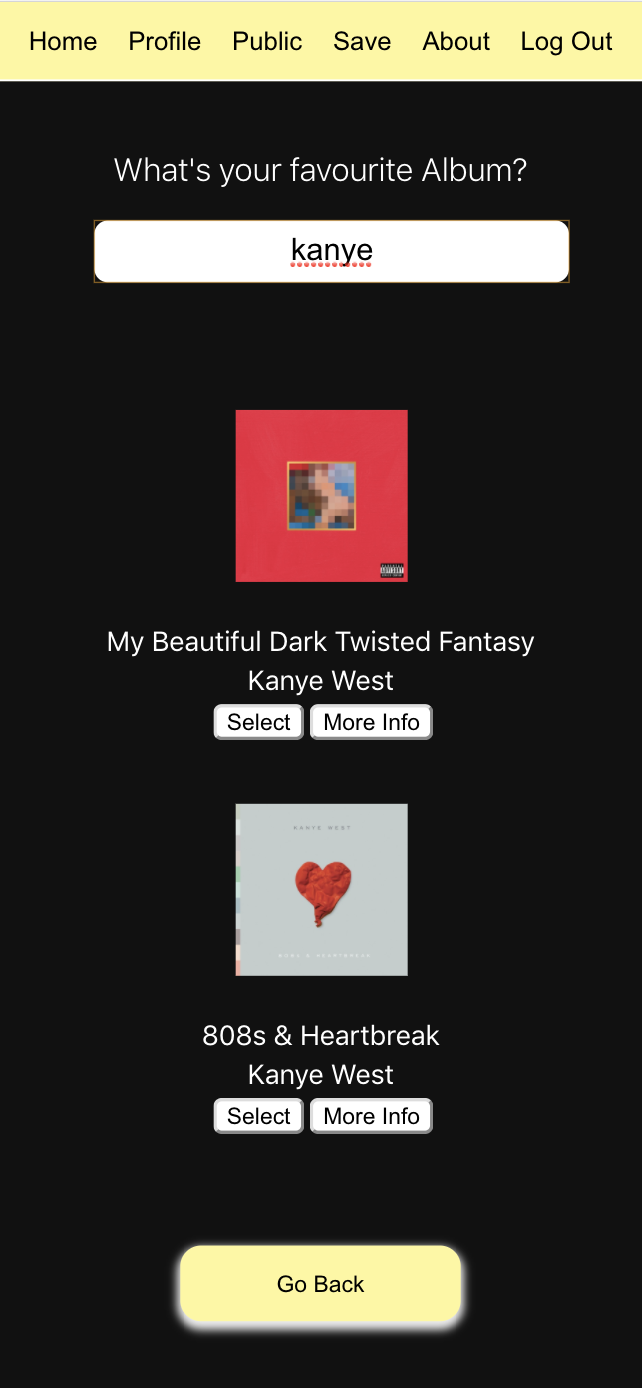 Home Profile Public Save About Log Out
What's your favourite Album?
kanye
My Beautiful Dark Twisted Fantasy
Kanye West
Select More Info
KANYE WEST
808S & HEARTBREAK
808s & Heartbreak
Kanye West
Select More Info
Go Back